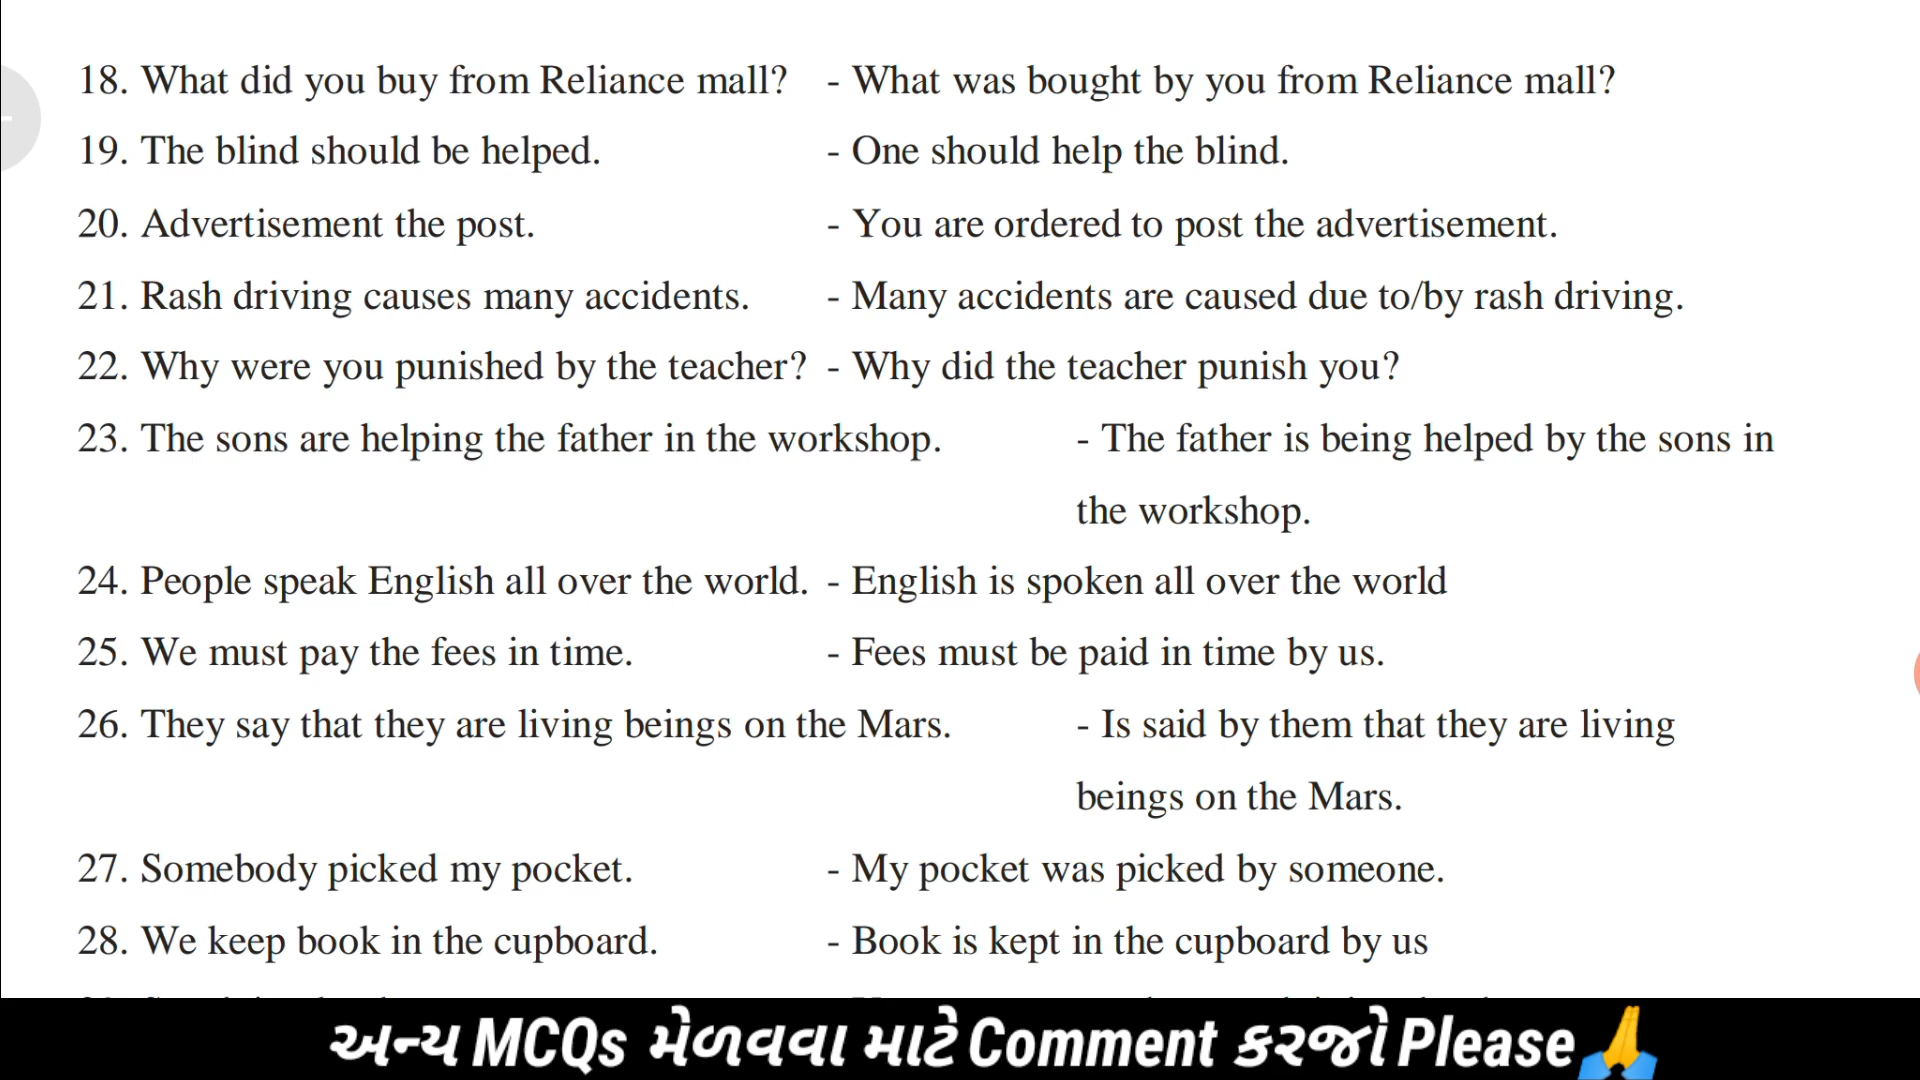 18. What did you buy from Reliance mall? - What was bought by you from Reliance mall?
19. The blind should be helped. - One should help the blind.
20. Advertisement the post. - You are ordered to post the advertisement.
21. Rash driving causes many accidents. - Many accidents are caused due to/by rash driving.
22. Why were you punished by the teacher? - Why did the teacher punish you?
23. The sons are helping the father in the workshop. - The father is being helped by the sons in
the workshop.
24. People speak English all over the world. - English is spoken all over the world
25. We must pay the fees in time. - Fees must be paid in time by us.
26. They say that they are living beings on the Mars. - Is said by them that they are living
beings on the Mars.
27. Somebody picked my pocket. - My pocket was picked by someone.
28. We keep book in the cupboard. - Book is kept in the cupboard by us
અન્ય MCQs મેળવવા માટે Comment કરજો Please🙏